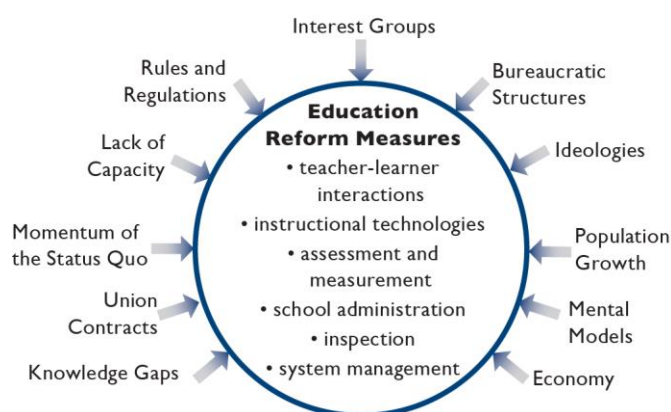 Interest Groups
Rules and
Regulations
Bureaucratic
Structures
Education
Reform Measures
• teacher-learner
interactions
• instructional technologies
• assessment and
measurement
• school administration
• inspection
• system management
Lack of
Capacity
Ideologies
Momentum of
the Status Quo
Population
Growth
Union
Contracts
Mental
Models
Knowledge Gaps
Economy